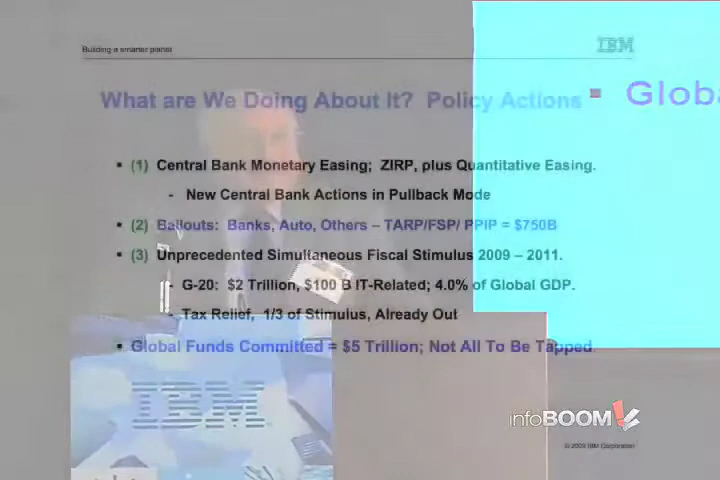 Building a smarter planet
IBM
What are We Doing About It? Policy Actions
▪ Globa
▪ (1) Central Bank Monetary Easing; ZIRP, plus Quantitative Easing.
- New Central Bank Actions in Pullback Mode
▪ (2) Bailouts: Banks, Auto, Others – TARP/FSP/ PPIP = $750B
▪ (3) Unprecedented Simultaneous Fiscal Stimulus 2009 – 2011.
- G-20: $2 Trillion, $100 B IT-Related; 4.0% of Global GDP.
- Tax Relief, 1/3 of Stimulus, Already Out
▪ Global Funds Committed = $5 Trillion; Not All To Be Tapped.
IBM
infoBOOM!
© 2009 IBM Corporation